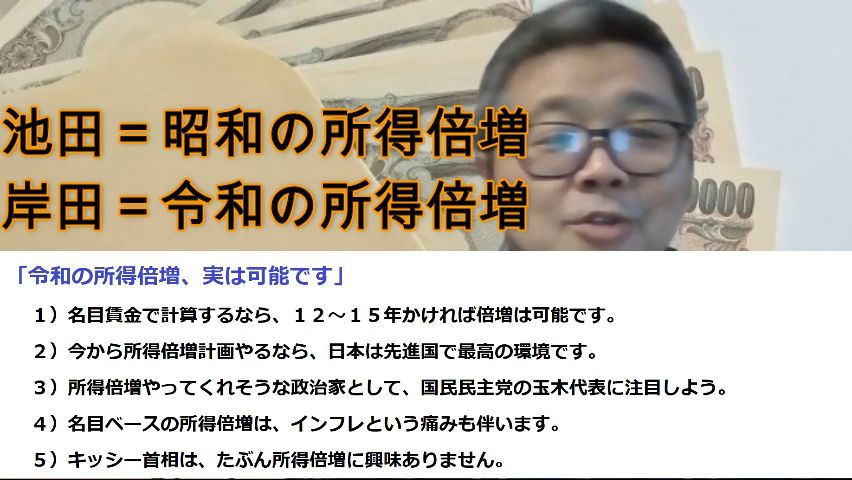 池田＝昭和の所得倍増
岸田＝令和の所得倍増
0000
「令和の所得倍増、実は可能です」
１）名目賃金で計算するなら、１２～１５年かければ倍増は可能です。
２）今から所得倍増計画やるなら、日本は先進国で最高の環境です。
３）所得倍増やってくれそうな政治家として、国民民主党の玉木代表に注目しよう。
４）名目ベースの所得倍増は、インフレという痛みも伴います。
５）キッシー首相は、たぶん所得倍増に興味ありません。